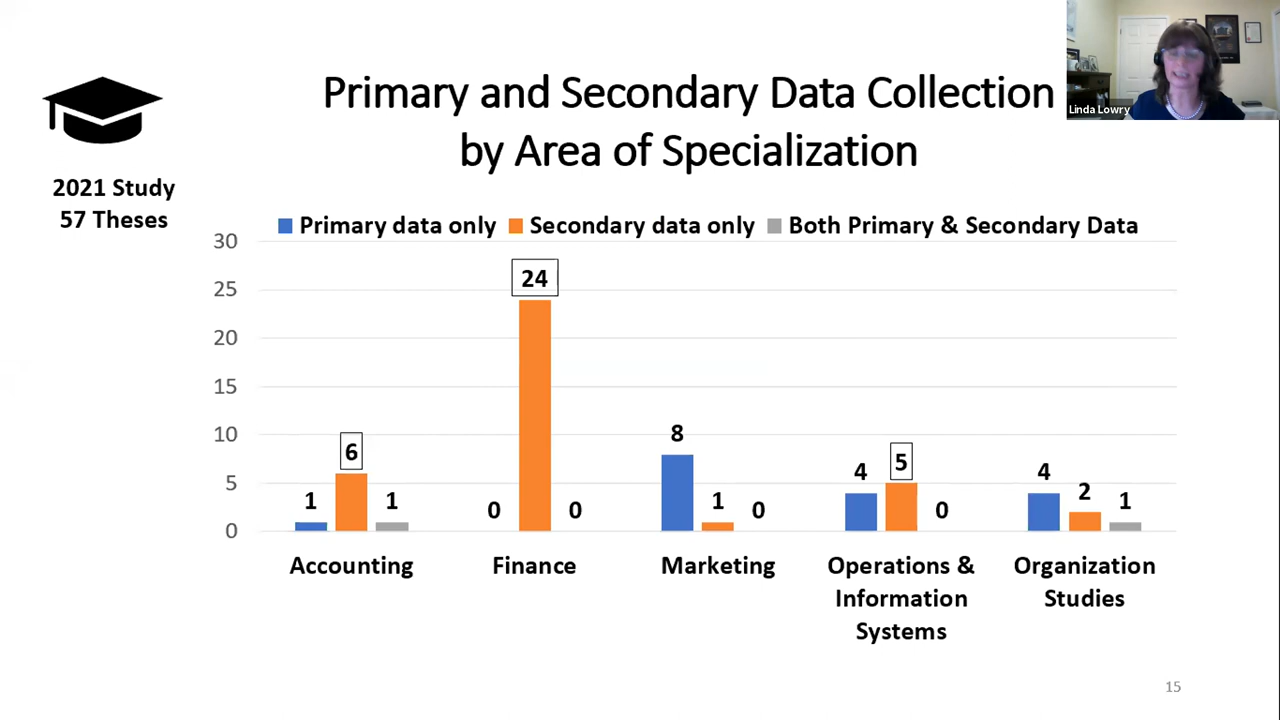 Primary and Secondary Data Collection
by Area of Specialization
Linda Lowry
2021 Study
57 Theses
Primary data only Secondary data only Both Primary & Secondary Data
30
25
20
15
10
5
0
1 6 1
0 24 0
8 1 0
4 5 0
4 2 1
Accounting
Finance
Marketing
Operations &
Information
Systems
Organization
Studies
15